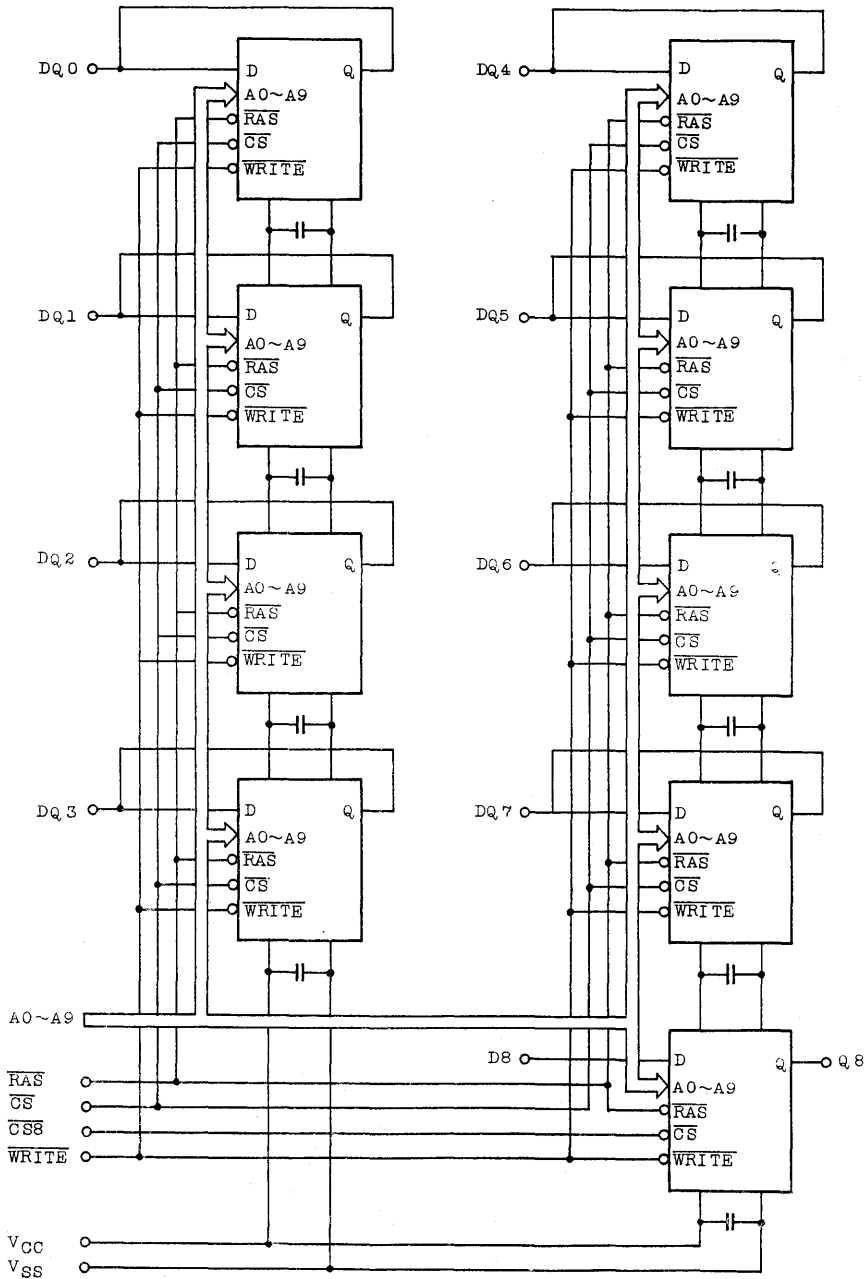 DQ0
D
Q
A0~A9
RAS
CS
WRITE
DQ1
D
Q
A0~A9
RAS
CS
WRITE
DQ2
D
Q
A0~A9
RAS
CS
WRITE
DQ3
D
Q
A0~A9
RAS
CS
WRITE
DQ4
D
Q
A0~A9
RAS
CS
WRITE
DQ5
D
Q
A0~A9
RAS
CS
WRITE
DQ6
D
Q
A0~A9
RAS
CS
WRITE
DQ7
D
Q
A0~A9
RAS
CS
WRITE
D8
D
Q
Q8
A0~A9
RAS
CS
WRITE
A0~A9
RAS
CS
CS8
WRITE
VCC
VSS